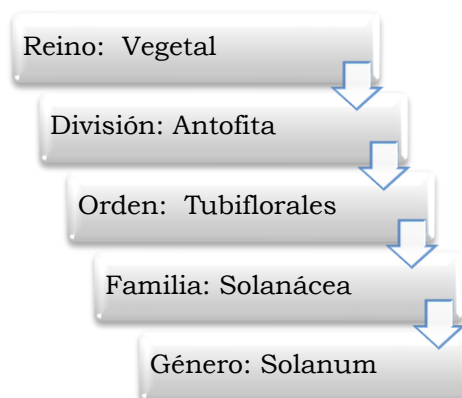 Reino: Vegetal
División: Antofita
Orden: Tubiflorales
Familia: Solanácea
Género: Solanum